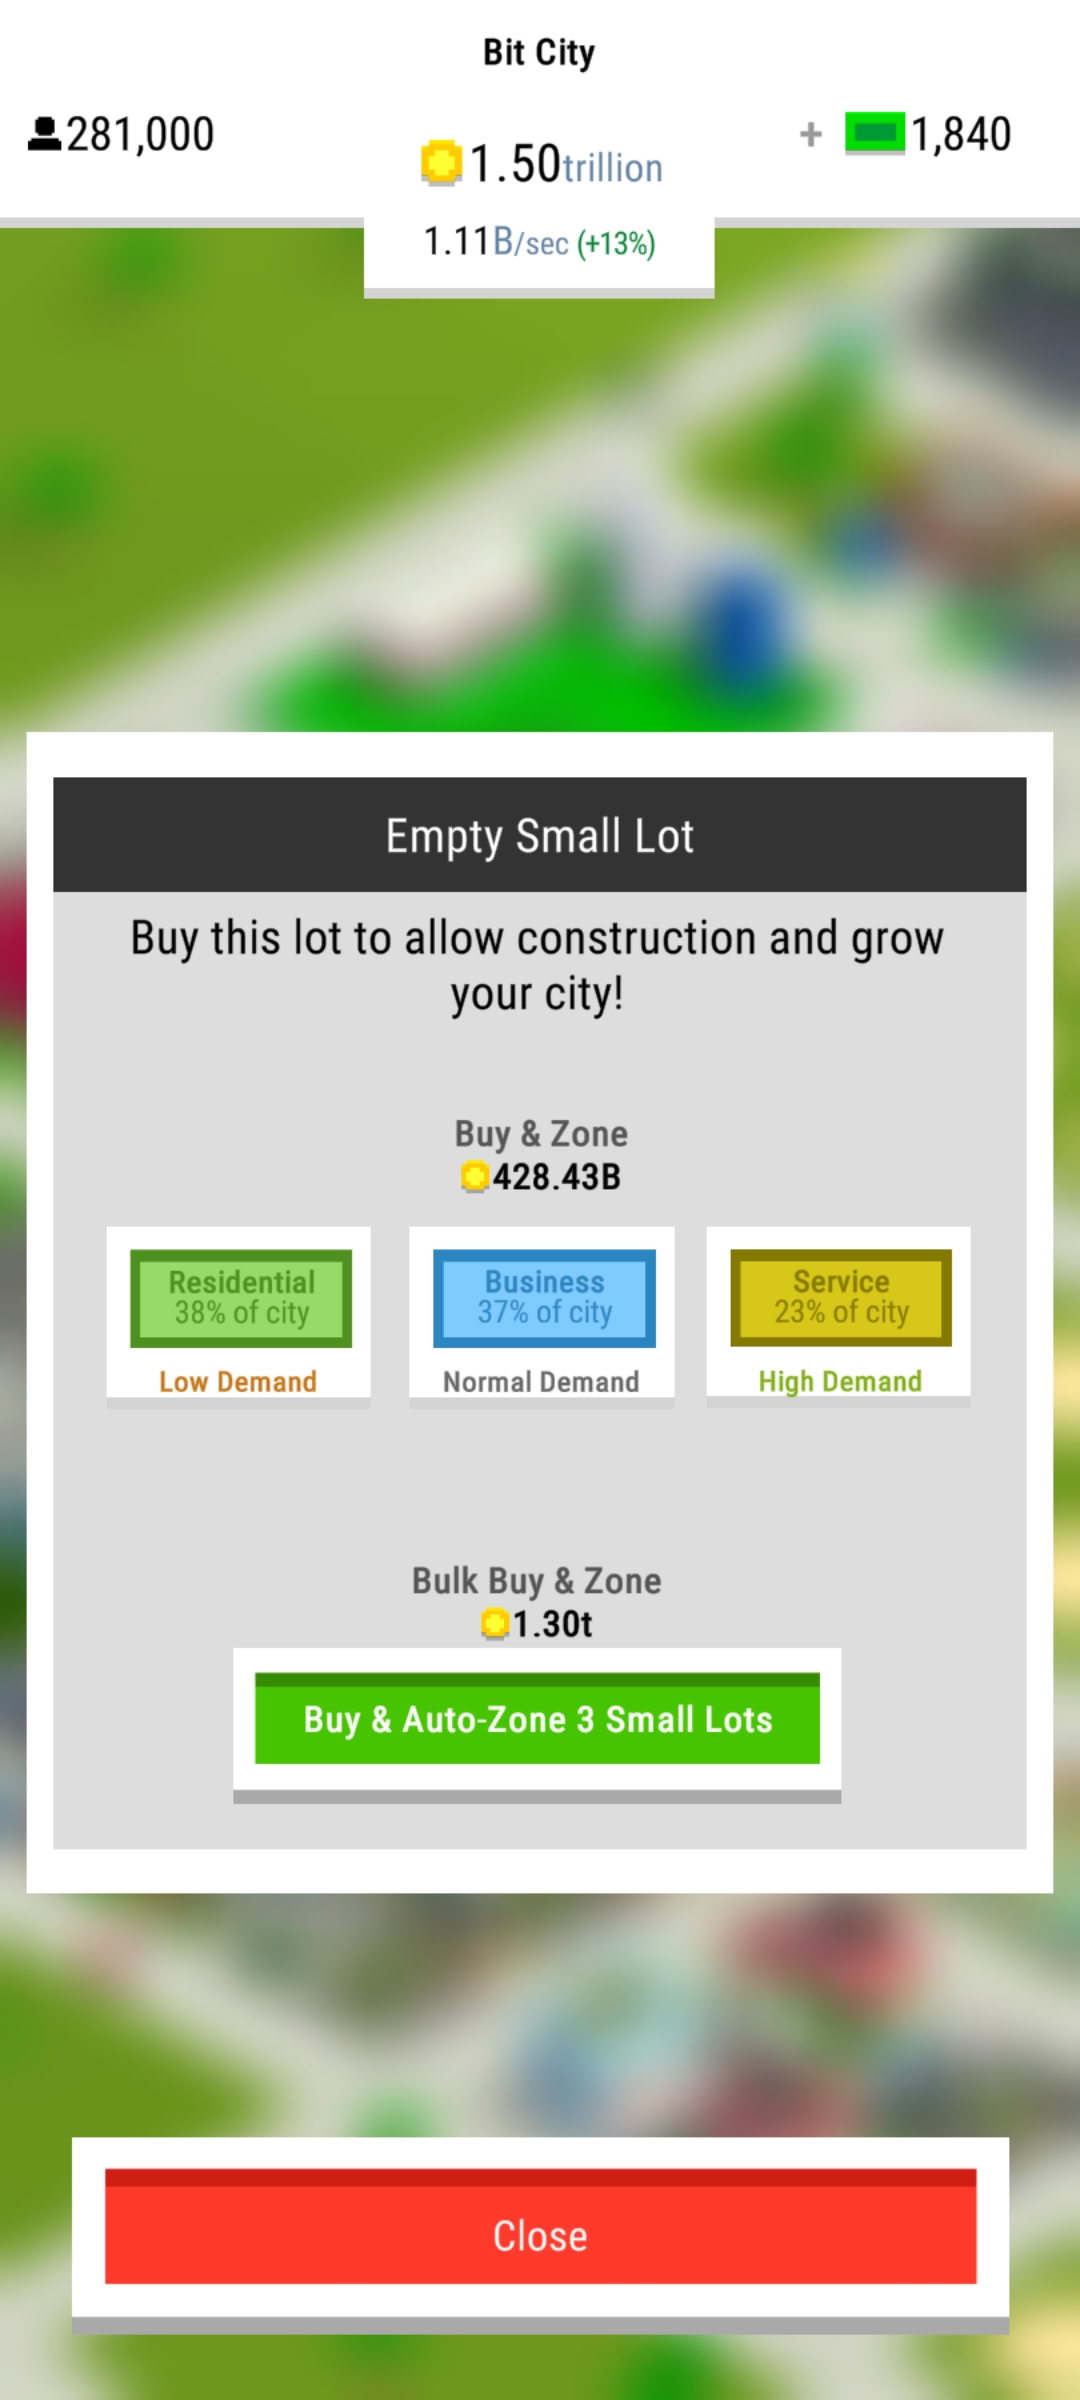 Bit City
281,000
1.50trillion
+ 1,840
1.11B/sec (+13%)
Empty Small Lot
Buy this lot to allow construction and grow
your city!
Buy & Zone
428.43B
Residential
38% of city
Low Demand
Business
37% of city
Normal Demand
Service
23% of city
High Demand
Bulk Buy & Zone
1.30t
Buy & Auto-Zone 3 Small Lots
Close